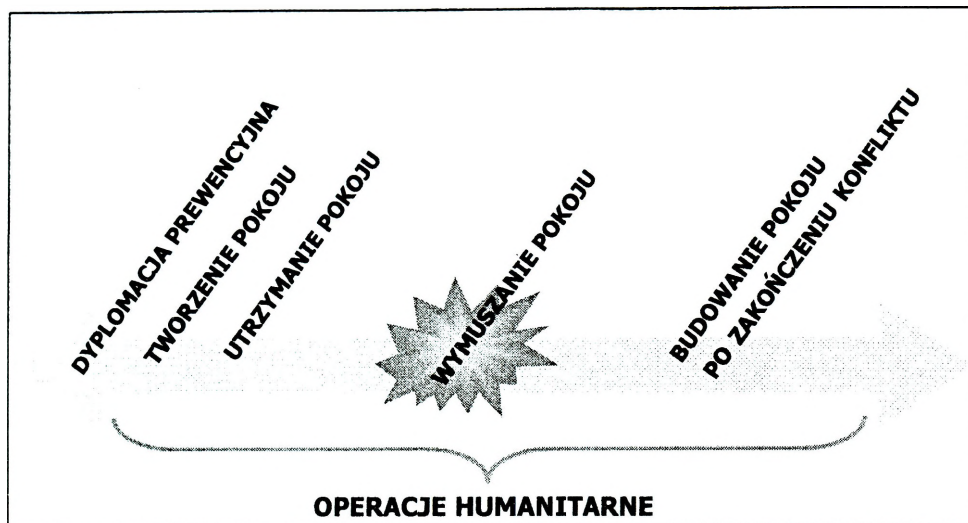 DYPLOMACJA PREWENCYJNA
TWORZENIE POKOJU
UTRZYMANIE POKOJU
WYMUSZANIE POKOJU
BUDOWANIE POKOJU
PO ZAKOŃCZENIU KONFLIKTU
OPERACJE HUMANITARNE